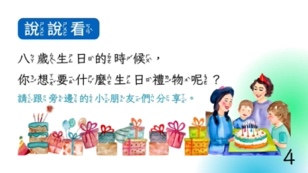 說說看
八歲生日的時候，
你想要什麼生日禮物呢？
請跟旁邊的小朋友們分享。
4